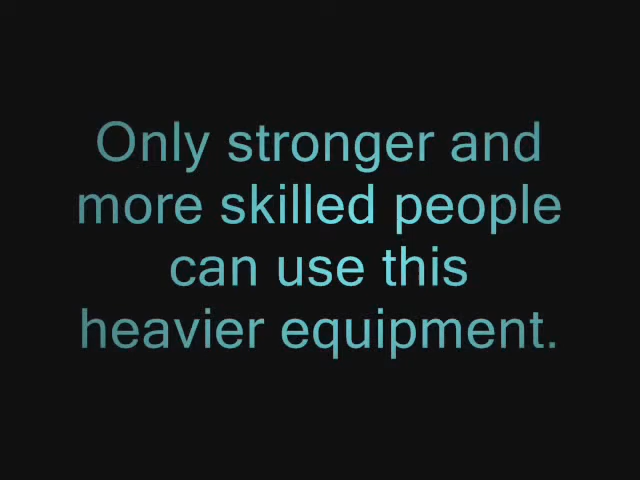 Only stronger and
more skilled people
can use this
heavier equipment.